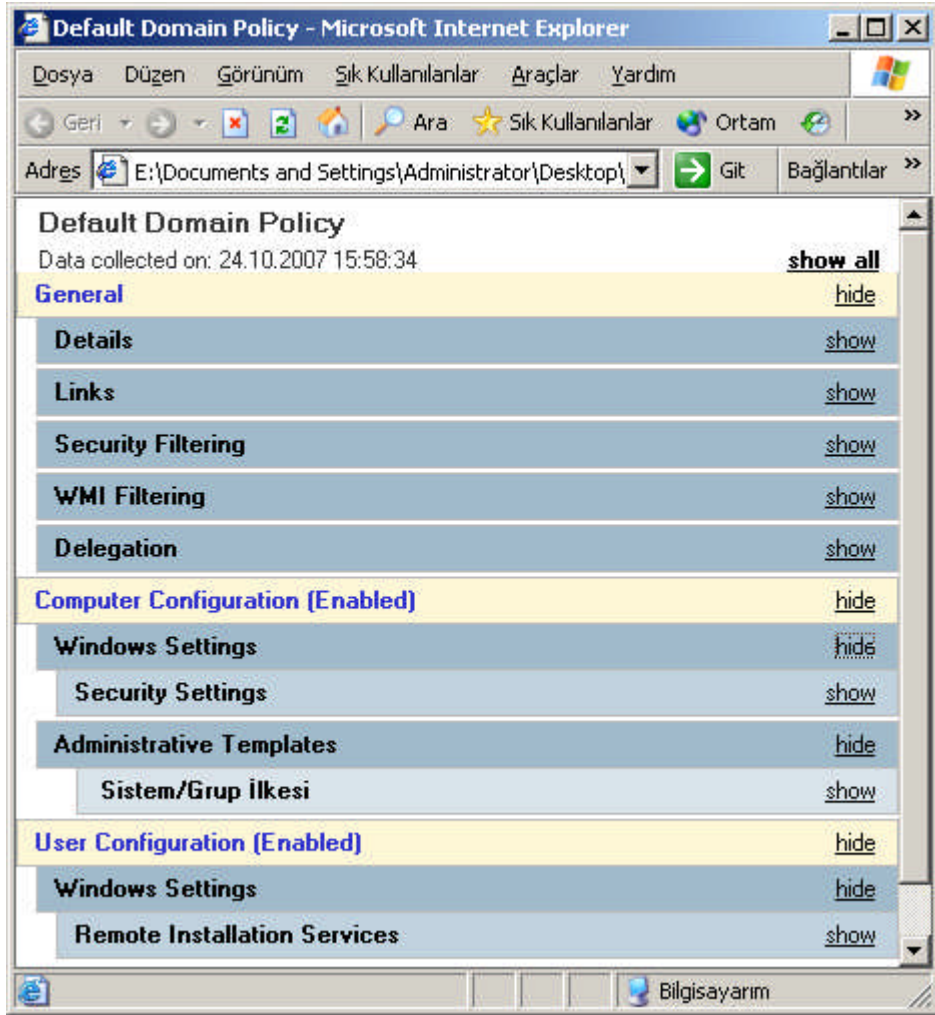 Default Domain Policy - Microsoft Internet Explorer
Dosya Düzen Görünüm Sık Kullanılanlar Araçlar Yardım
Geri Ara Sık Kullanılanlar Ortam »
Adres E:\Documents and Settings\Administrator\Desktop\ Git Bağlantılar »
Default Domain Policy
Data collected on: 24.10.2007 15:58:34 show all
General hide
Details show
Links show
Security Filtering show
WMI Filtering show
Delegation show
Computer Configuration (Enabled) hide
Windows Settings hide
Security Settings show
Administrative Templates hide
Sistem/Grup İlkesi show
User Configuration (Enabled) hide
Windows Settings hide
Remote Installation Services show
Bilgisayarım